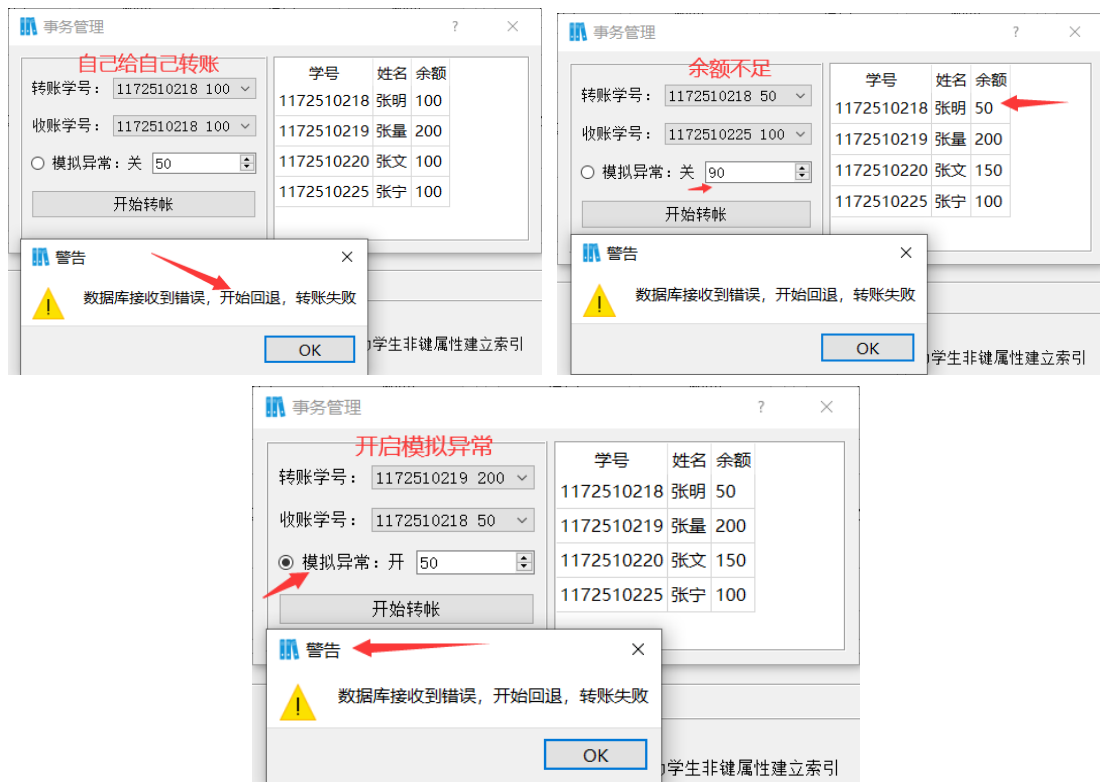 事务管理
自己给自己转账
转账学号： 1172510218 100
收账学号： 1172510218 100
模拟异常：关 50
开始转帐
学号 姓名 余额
1172510218 张明 100
1172510219 张量 200
1172510220 张文 100
1172510225 张宁 100
警告
数据库接收到错误，开始回退，转账失败
OK
学生非键属性建立索引
事务管理
余额不足
转账学号： 1172510218 50
收账学号： 1172510225 100
模拟异常：关 90
开始转帐
学号 姓名 余额
1172510218 张明 50
1172510219 张量 200
1172510220 张文 150
1172510225 张宁 100
警告
数据库接收到错误，开始回退，转账失败
OK
学生非键属性建立索引
事务管理
开启模拟异常
转账学号： 1172510219 200
收账学号： 1172510218 50
模拟异常：开 50
开始转帐
学号 姓名 余额
1172510218 张明 50
1172510219 张量 200
1172510220 张文 150
1172510225 张宁 100
警告
数据库接收到错误，开始回退，转账失败
OK
学生非键属性建立索引